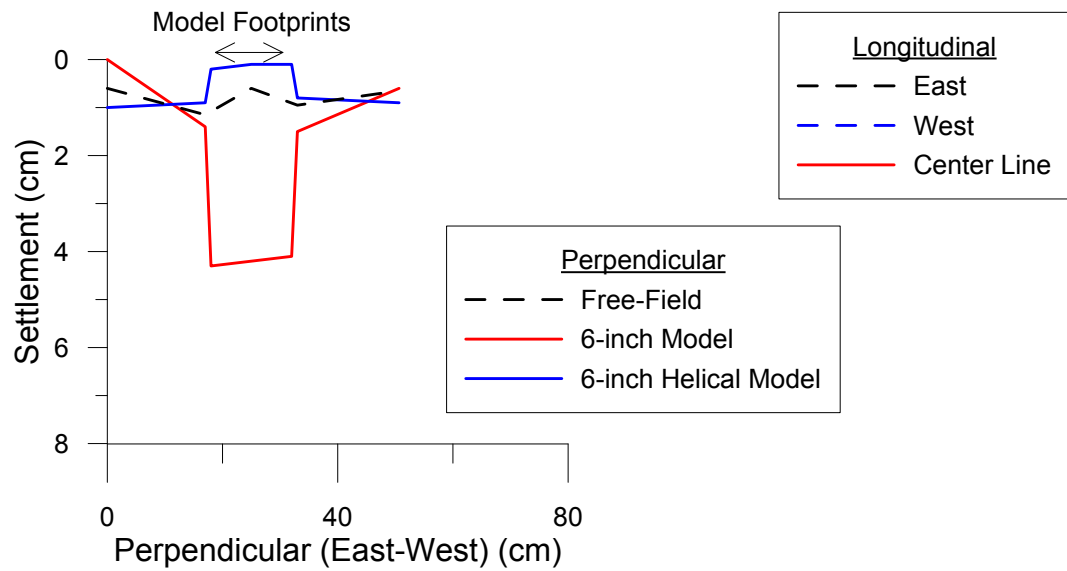 Model Footprints
0
2
4
6
8
Settlement (cm)
0
40
80
Perpendicular (East-West) (cm)
Longitudinal
East
West
Center Line
Perpendicular
Free-Field
6-inch Model
6-inch Helical Model